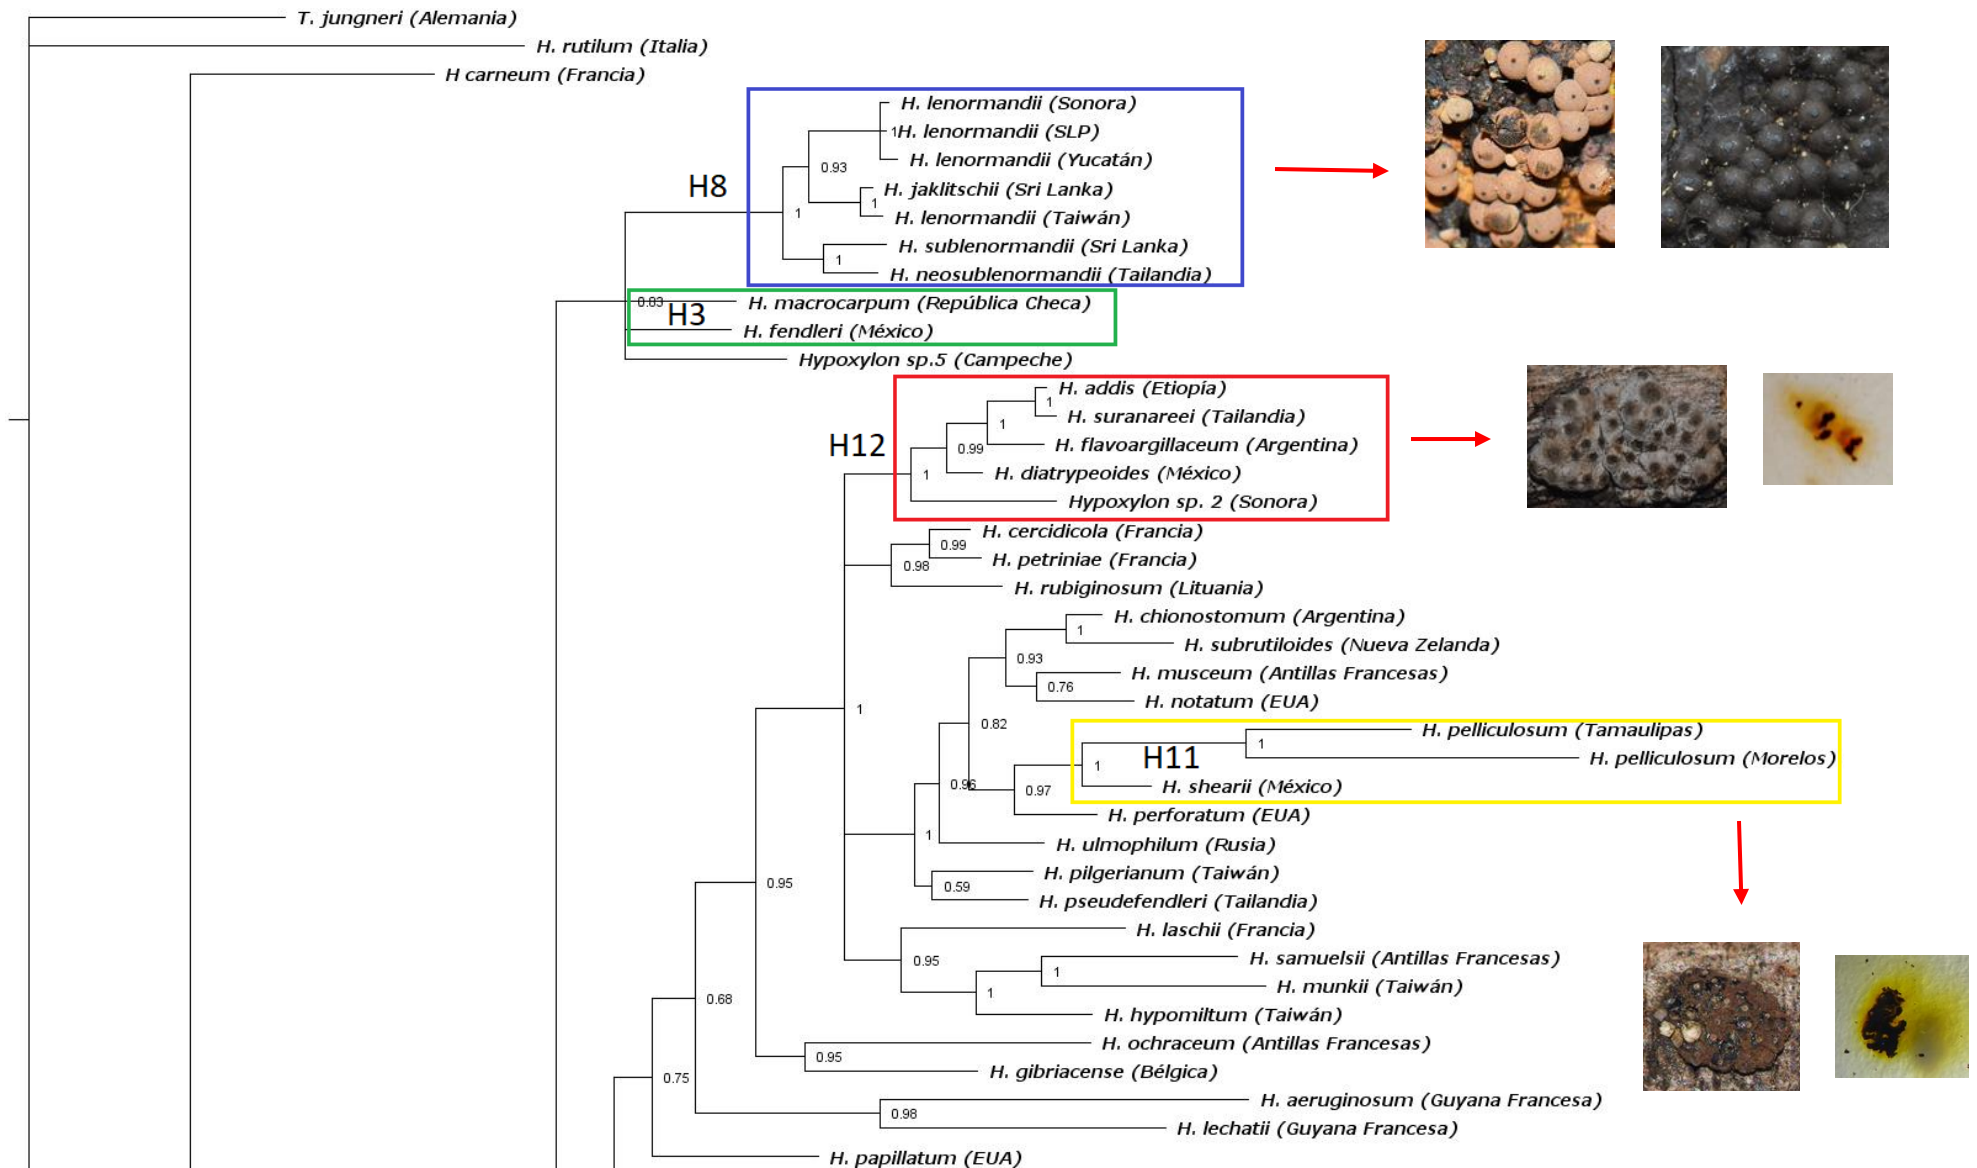 T. jungneri (Alemania)
H. rutilum (Italia)
H carneum (Francia)
H. lenormandii (Sonora)
1 H. lenormandii (SLP)
H. lenormandii (Yucatán)
0.93
H8
H. jaklitschii (Sri Lanka)
1
1
H. lenormandii (Taiwán)
H. sublenormandii (Sri Lanka)
1
H. neosublenormandii (Tailandia)
0.83
H. macrocarpum (República Checa)
H3
H. fendleri (México)
Hypoxylon sp.5 (Campeche)
H. addis (Etiopía)
1
H. suranareei (Tailandia)
1
H12
H. flavoargillaceum (Argentina)
0.99
1
H. diatrypeoides (México)
Hypoxylon sp. 2 (Sonora)
H. cercidicola (Francia)
0.99
H. petriniae (Francia)
0.98
H. rubiginosum (Lituania)
H. chionostomum (Argentina)
1
H. subrutiloides (Nueva Zelanda)
0.93
H. musceum (Antillas Francesas)
0.76
H. notatum (EUA)
1
0.82
H. pelliculosum (Tamaulipas)
1
H11
H. pelliculosum (Morelos)
1
0.96
0.97
H. shearii (México)
H. perforatum (EUA)
1
H. ulmophilum (Rusia)
H. pilgerianum (Taiwán)
0.95
0.59
H. pseudefendleri (Tailandia)
H. laschii (Francia)
0.95
H. samuelsii (Antillas Francesas)
1
H. munkii (Taiwán)
1
0.68
H. hypomiltum (Taiwán)
H. ochraceum (Antillas Francesas)
0.95
H. gibriacense (Bélgica)
0.75
H. aeruginosum (Guyana Francesa)
0.98
H. lechatii (Guyana Francesa)
H. papillatum (EUA)